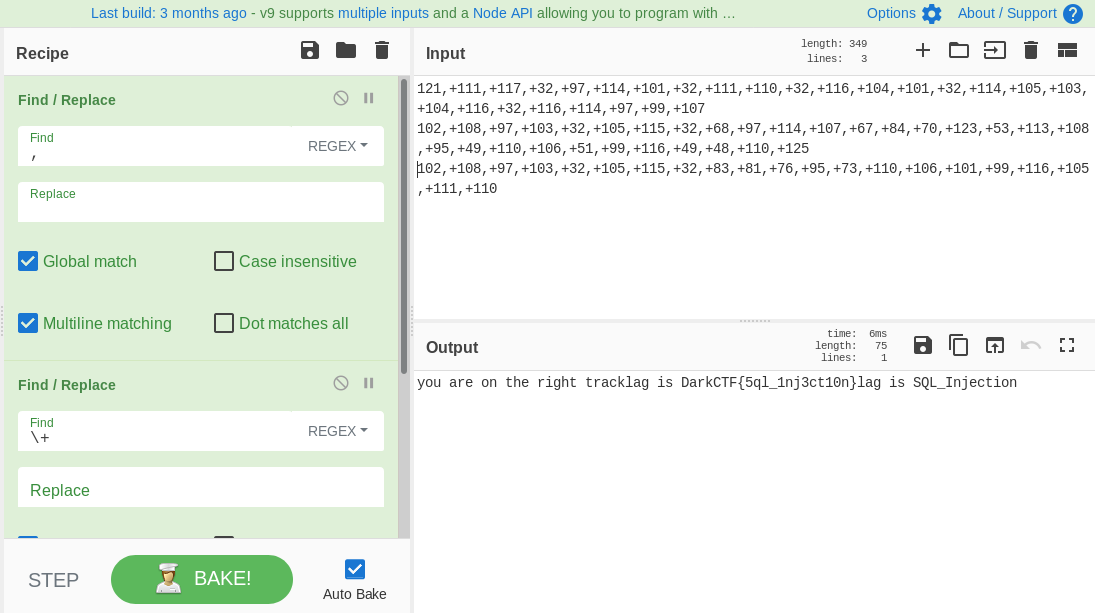 Last build: 3 months ago - v9 supports multiple inputs and a Node API allowing you to program with …
Options
About / Support ?
Recipe
Find / Replace
Find
,
REGEX
Replace
Global match
Case insensitive
Multiline matching
Dot matches all
Find / Replace
Find
\+
REGEX
Replace
STEP
BAKE!
Auto Bake
Input
length: 349
lines: 3
121,+111,+117,+32,+97,+114,+101,+32,+111,+110,+32,+116,+104,+101,+32,+114,+105,+103,
+104,+116,+32,+116,+114,+97,+99,+107
102,+108,+97,+103,+32,+105,+115,+32,+68,+97,+114,+107,+67,+84,+70,+123,+53,+113,+108
,+95,+49,+110,+106,+51,+99,+116,+49,+48,+110,+125
102,+108,+97,+103,+32,+105,+115,+32,+83,+81,+76,+95,+73,+110,+106,+101,+99,+116,+105
,+111,+110
Output
time: 6ms
length: 75
lines: 1
you are on the right tracklag is DarkCTF{5ql_1nj3ct10n}lag is SQL_Injection